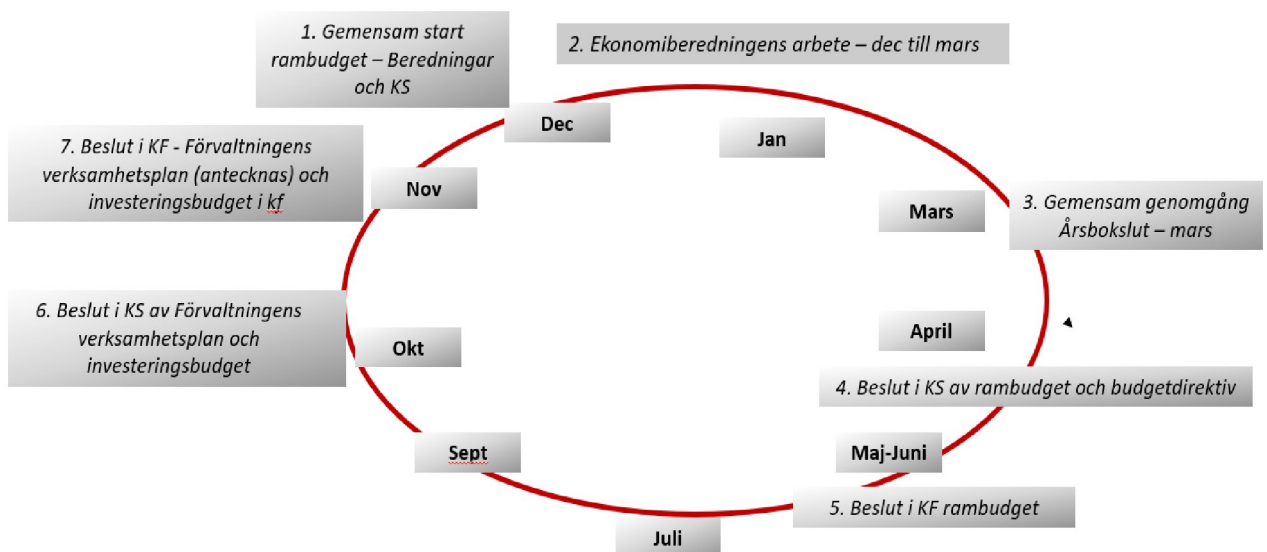 1. Gemensam start
rambudget – Beredningar
och KS
2. Ekonomiberedningens arbete – dec till mars
Dec
Jan
7. Beslut i KF - Förvaltningens
verksamhetsplan (antecknas) och
investeringsbudget i kf
Nov
Mars
3. Gemensam genomgång
Årsbokslut – mars
6. Beslut i KS av Förvaltningens
verksamhetsplan och
investeringsbudget
Okt
April
4. Beslut i KS av rambudget och budgetdirektiv
Sept
Maj-Juni
5. Beslut i KF rambudget
Juli